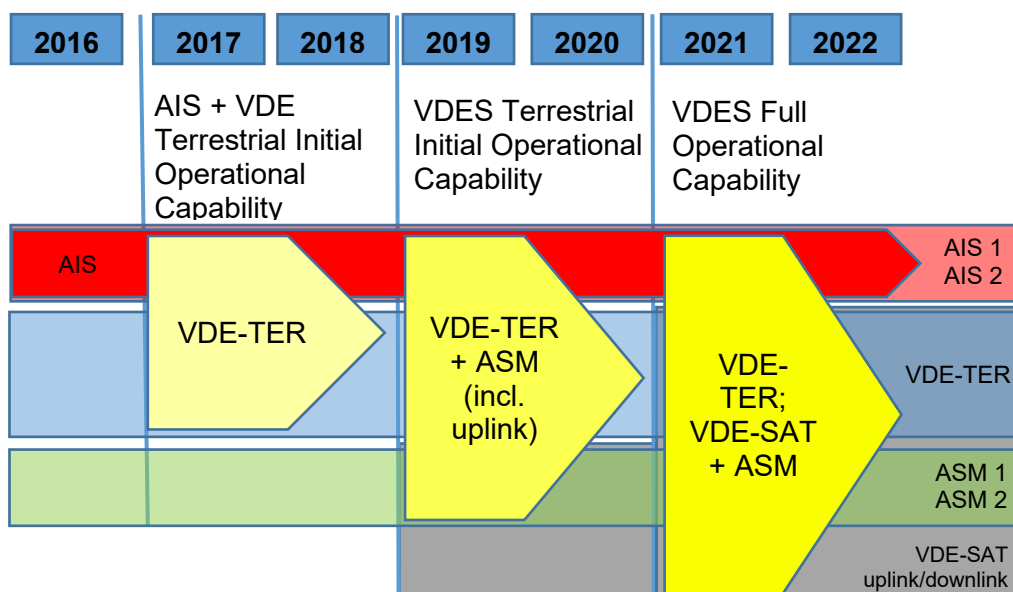 2016 2017 2018 2019 2020 2021 2022
AIS + VDE
Terrestrial Initial
Operational
Capability
VDES Terrestrial
Initial Operational
Capability
VDES Full
Operational
Capability
AIS
AIS 1
AIS 2
VDE-TER
VDE-TER
+ ASM
(incl.
uplink)
VDE-
TER;
VDE-SAT
+ ASM
VDE-TER
ASM 1
ASM 2
VDE-SAT
uplink/downlink